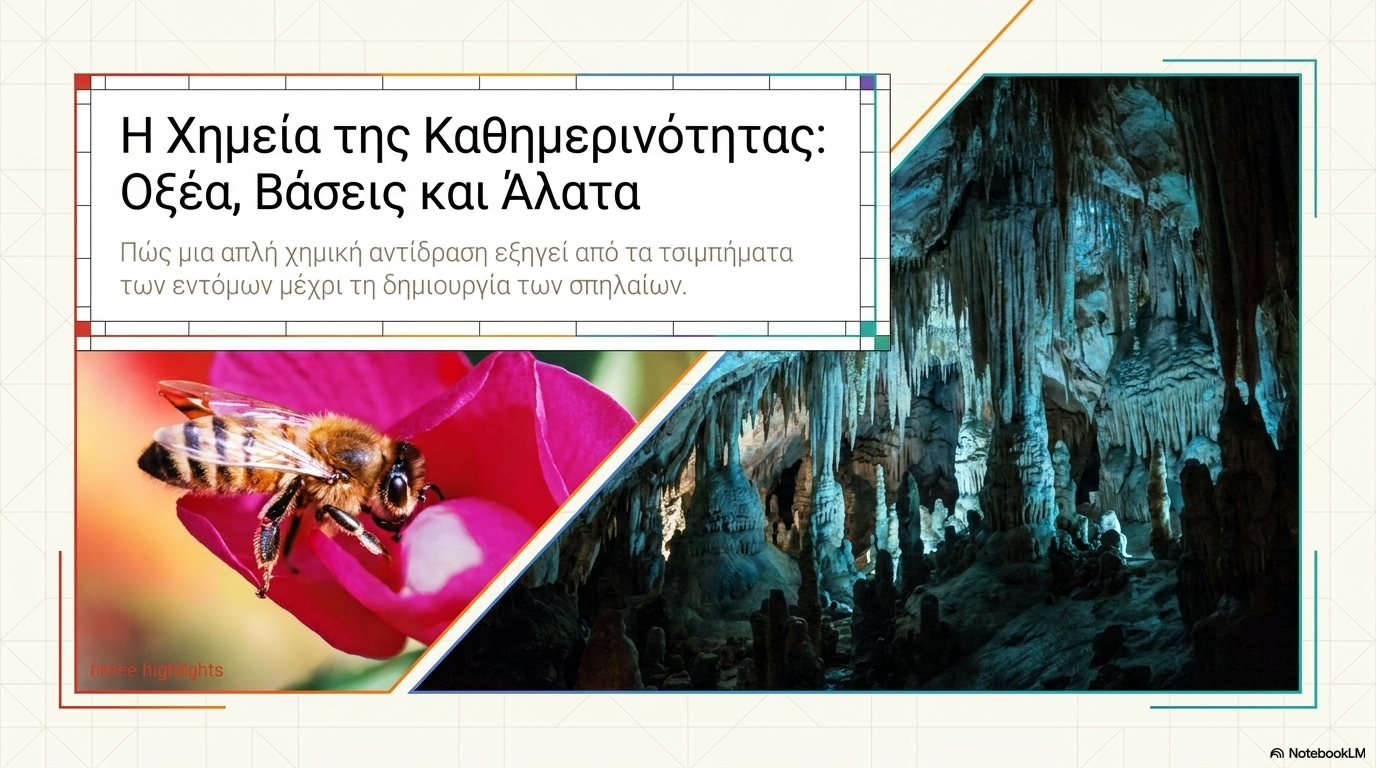 Η Χημεία της Καθημερινότητας:
Οξέα, Βάσεις και Άλατα
Πώς μια απλή χημική αντίδραση εξηγεί από τα τσιμπήματα
των εντόμων μέχρι τη δημιουργία των σπηλαίων.
highlights
NotebookLM